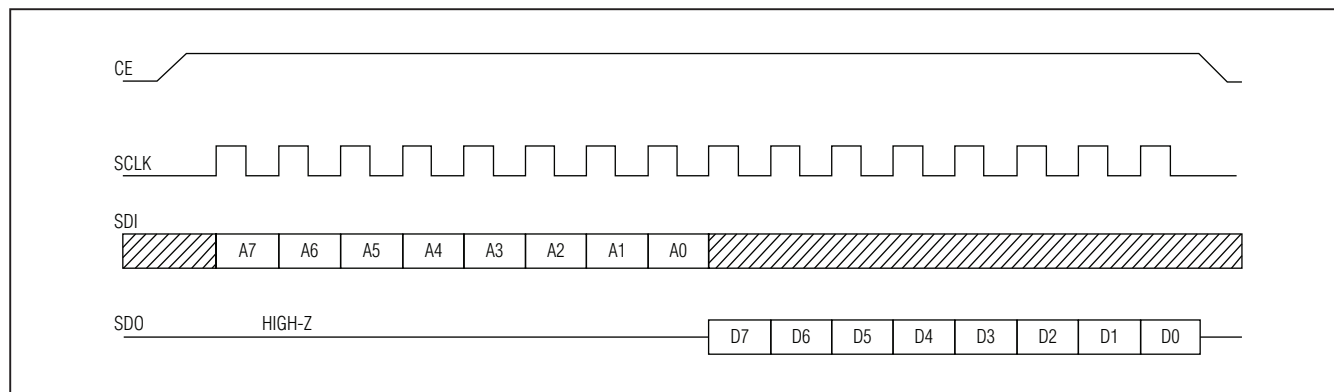 CE
SCLK
SDI
A7 A6 A5 A4 A3 A2 A1 A0
SDO HIGH-Z
D7 D6 D5 D4 D3 D2 D1 D0